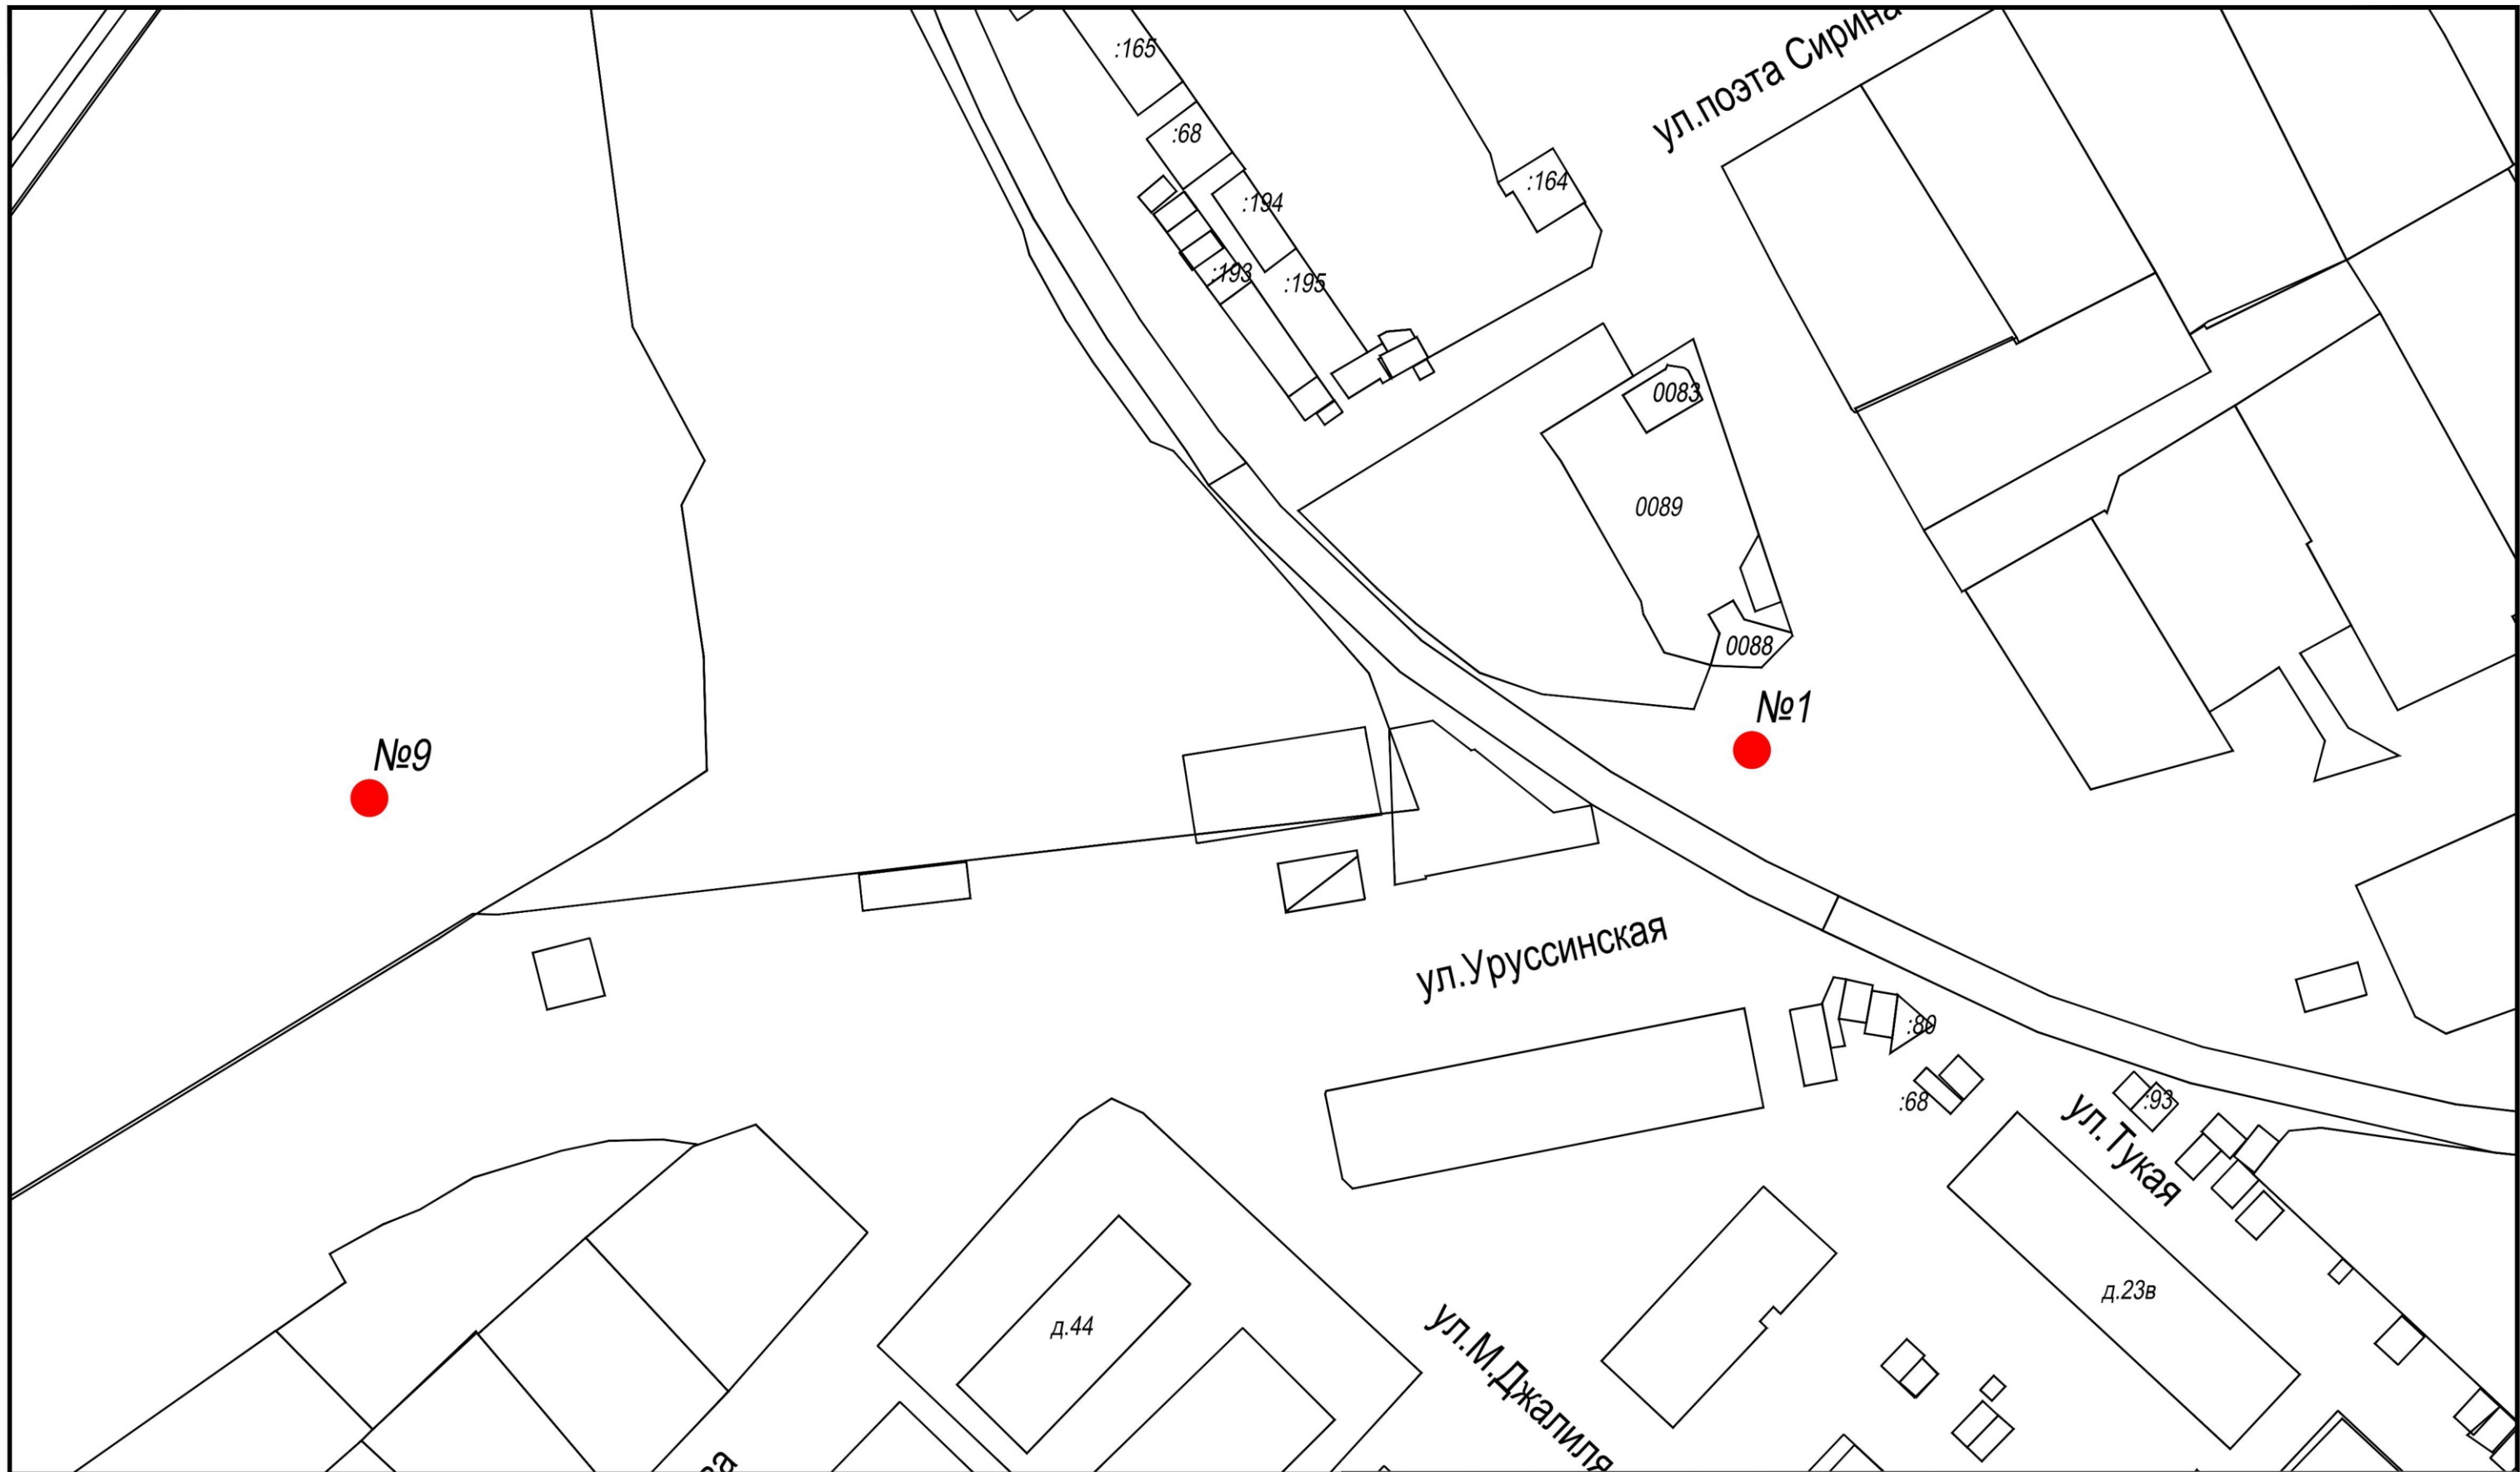 :165
ул.поэта Сирина
:68
:164
:194
:193
:195
0083
0089
0088
№1
№9
ул.Уруссинская
:80
:68
:93
ул.Тукая
д.23в
д.44
ул.М.Джалиля